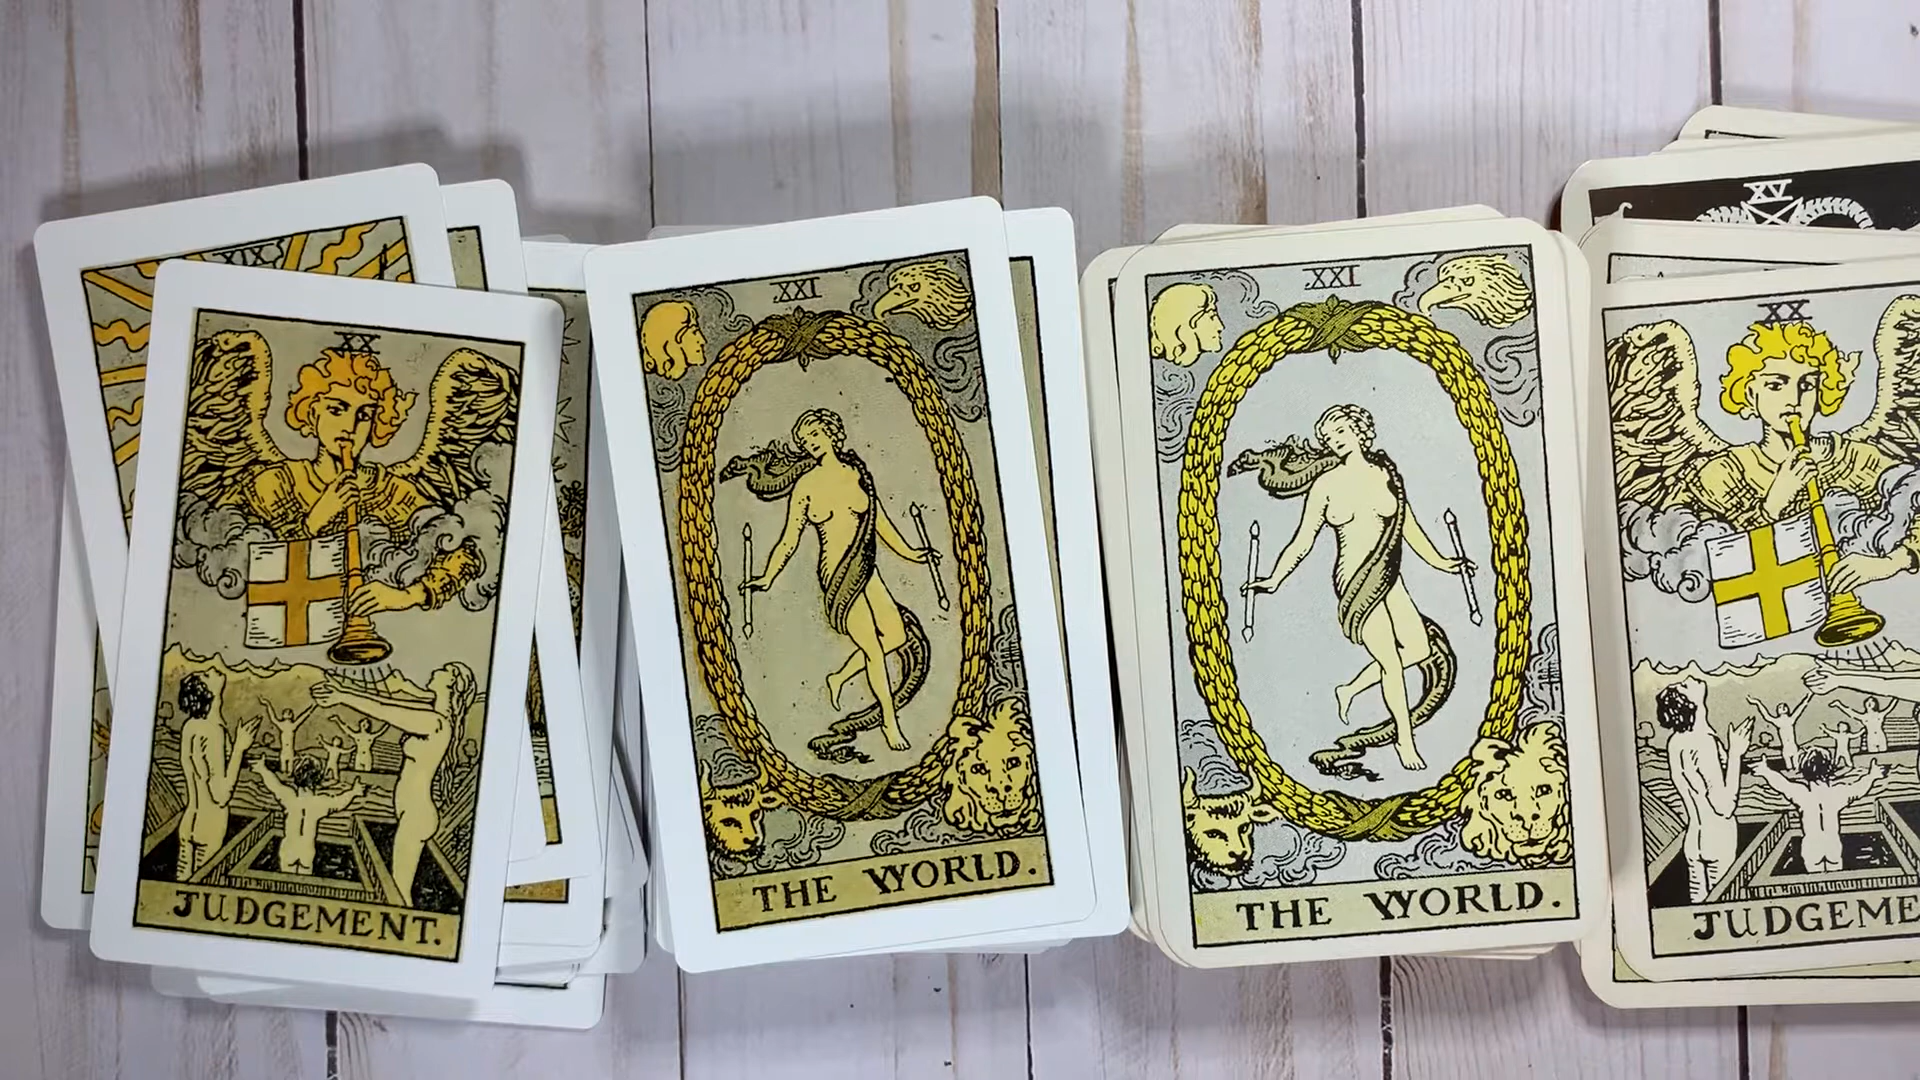 XIX
XX
JUDGEMENT.
XXI
THE WORLD.
XXI
THE WORLD.
XV
XX
JUDGEME